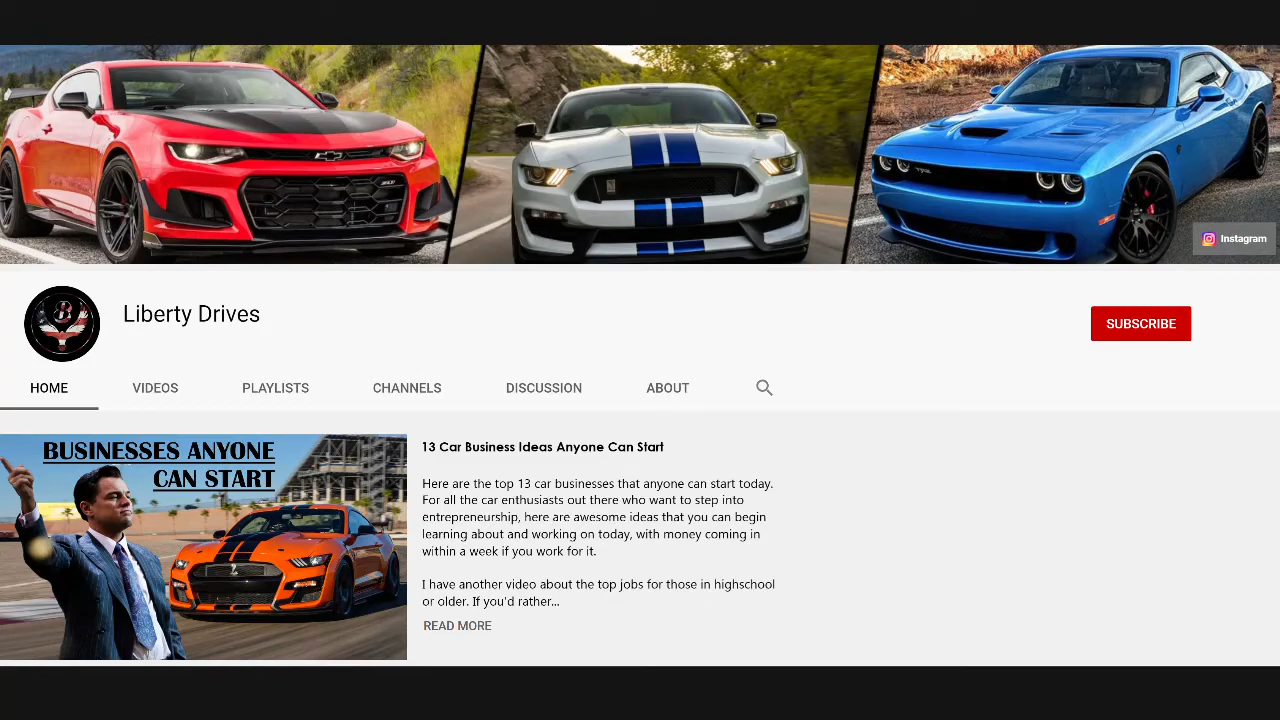 Instagram
Liberty Drives
SUBSCRIBE
HOME VIDEOS PLAYLISTS CHANNELS DISCUSSION ABOUT
BUSINESSES ANYONE
CAN START
13 Car Business Ideas Anyone Can Start
Here are the top 13 car businesses that anyone can start today.
For all the car enthusiasts out there who want to step into
entrepreneurship, here are awesome ideas that you can begin
learning about and working on today, with money coming in
within a week if you work for it.
I have another video about the top jobs for those in highschool
or older. If you'd rather...
READ MORE